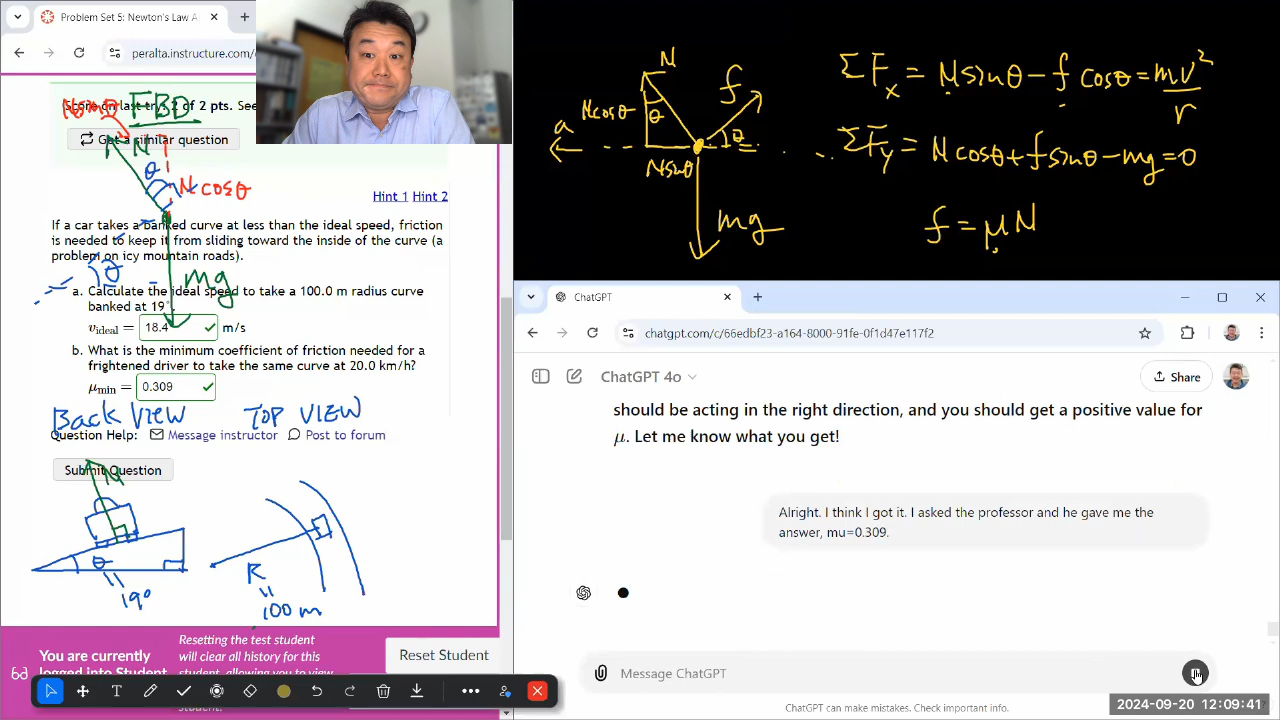 Problem Set 5: Newton's Law A
peralta.instructure.com/
Score on last try: 2 of 2 pts. See
Get a similar question
FBD
N
θ
N cosθ
Hint 1 Hint 2
If a car takes a banked curve at less than the ideal speed, friction
is needed to keep it from sliding toward the inside of the curve (a
problem on icy mountain roads).
θ
mg
a. Calculate the ideal speed to take a 100.0 m radius curve
banked at 19°.
v_ideal = 18.4 m/s
b. What is the minimum coefficient of friction needed for a
frightened driver to take the same curve at 20.0 km/h?
μ_min = 0.309
Back VIEW TOP VIEW
Question Help: Message instructor Post to forum
Submit Question
N
θ
19°
R
100 m
You are currently
logged into Student
Resetting the test student
will clear all history for this
student, allowing you to view
Reset Student
N
f
N cosθ
θ
θ
a
N sinθ
mg
ΣFx = N sinθ - f cosθ = mv²/r
ΣFy = N cosθ + f sinθ - mg = 0
f = μN
ChatGPT
chatgpt.com/c/66edbf23-a164-8000-91fe-0f1d47e117f2
ChatGPT 4o
Share
should be acting in the right direction, and you should get a positive value for
μ. Let me know what you get!
Alright. I think I got it. I asked the professor and he gave me the
answer, mu=0.309.
Message ChatGPT
ChatGPT can make mistakes. Check important info.
2024-09-20 12:09:41